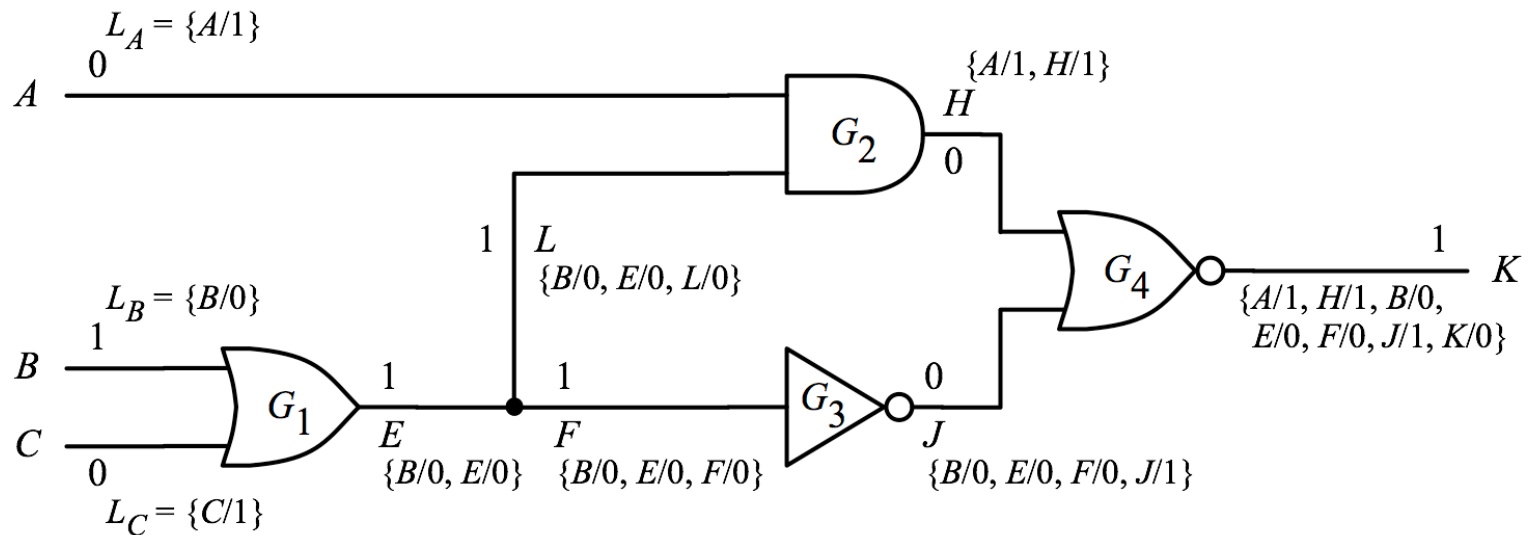 L_A = {A/1}
0
A
{A/1, H/1}
H
G_2
0
1
L
{B/0, E/0, L/0}
1
G_4
K
{A/1, H/1, B/0,
E/0, F/0, J/1, K/0}
L_B = {B/0}
1
B
G_1
1
1
G_3
0
C
E
F
J
0
{B/0, E/0}
{B/0, E/0, F/0}
{B/0, E/0, F/0, J/1}
L_C = {C/1}